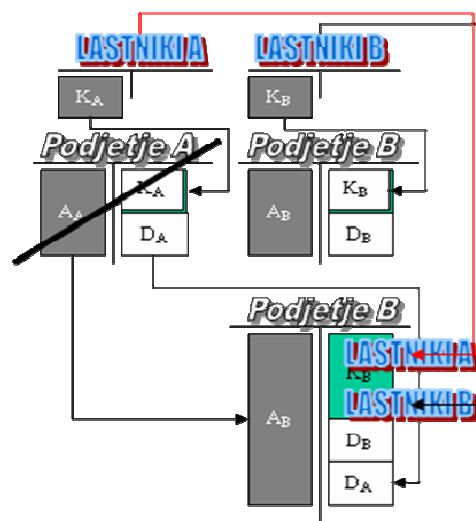 LASTNIKI A LASTNIKI B
KA KB
Podjetje A Podjetje B
AA KA AB KB
DA DB
Podjetje B
LASTNIKI A
KB
AB LASTNIKI B
DB
DA